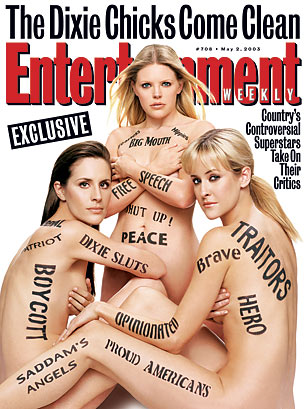 The Dixie Chicks Come Clean
#708 • May 2, 2003
Entertainment
WEEKLY
EXCLUSIVE
Country's
Controversial
Superstars
Take On
Their
Critics
BIG MOUTH
FREE SPEECH
SHUT UP!
PEACE
PATRIOT
DIXIE SLUTS
BOYCOTT
OPINIONATED
SADDAM'S
ANGELS
PROUD AMERICANS
TRAITORS
Brave
HERO